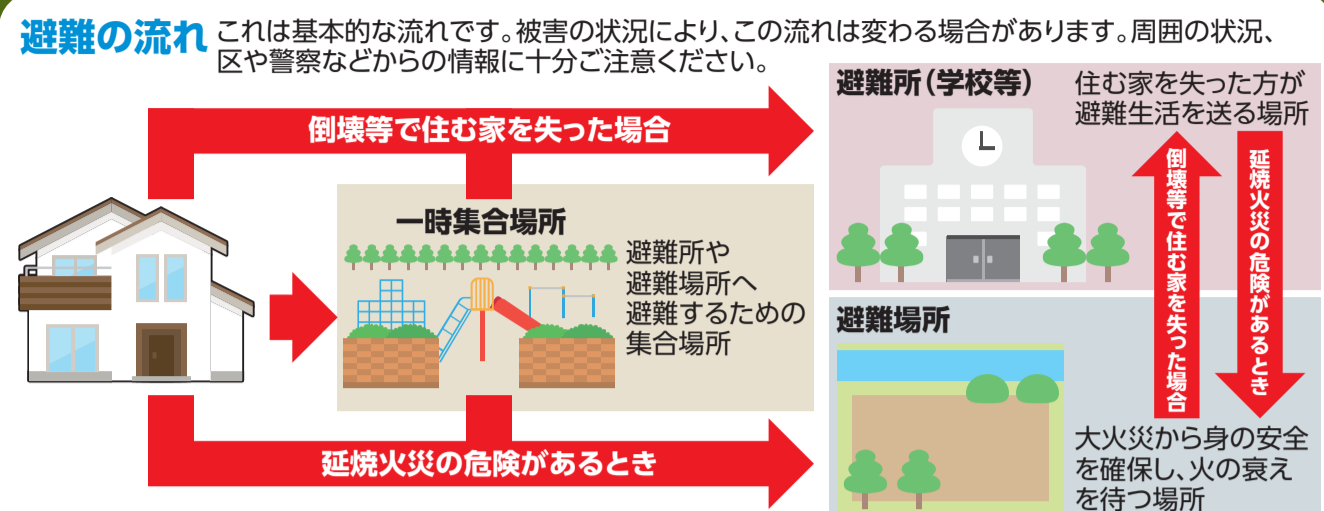 避難の流れ
これは基本的な流れです。被害の状況により、この流れは変わる場合があります。周囲の状況、
区や警察などからの情報に十分ご注意ください。
倒壊等で住む家を失った場合
一時集合場所
避難所や
避難場所へ
避難するための
集合場所
延焼火災の危険があるとき
避難所(学校等)
住む家を失った方が
避難生活を送る場所
倒壊等で住む家を失った場合
延焼火災の危険があるとき
避難場所
大火災から身の安全
を確保し、火の衰え
を待つ場所